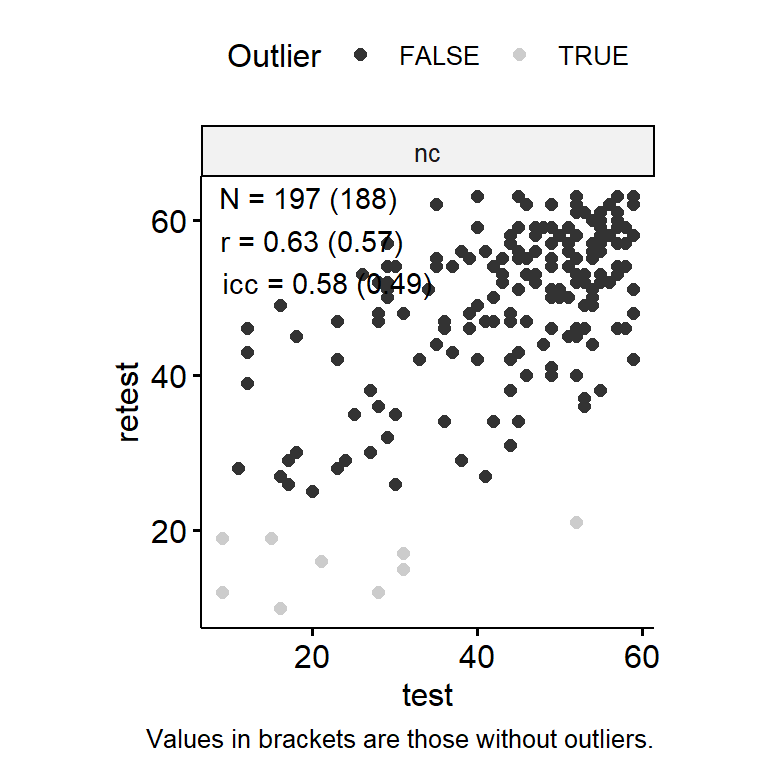 Outlier FALSE TRUE
nc
N = 197 (188)
r = 0.63 (0.57)
icc = 0.58 (0.49)
60
40
20
retest
20 40 60
test
Values in brackets are those without outliers.